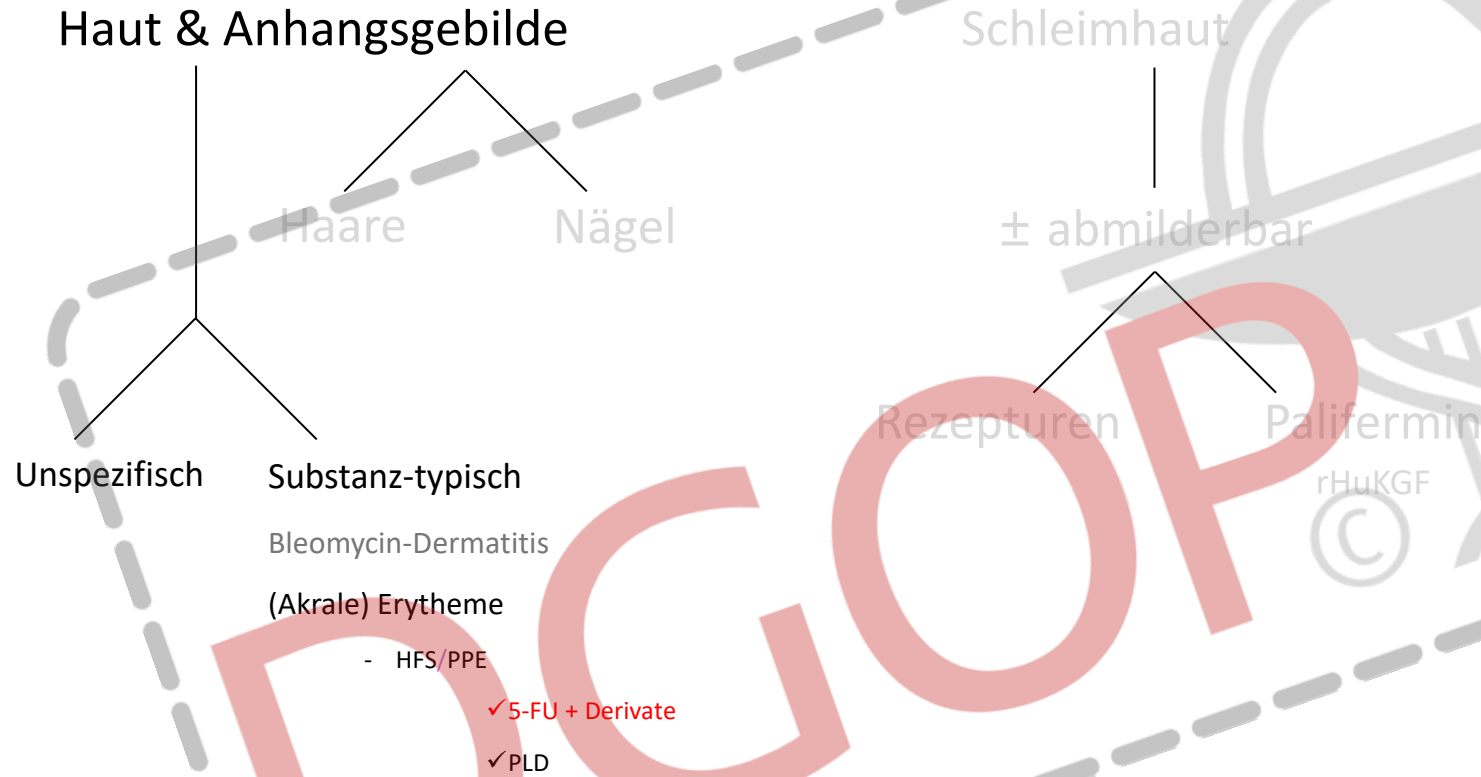 Haut & Anhangsgebilde
Schleimhaut
Haare
Nägel
± abmilderbar
Rezepturen
Palifermin
rHuKGF
Unspezifisch
Substanz-typisch
Bleomycin-Dermatitis
(Akrale) Erytheme
- HFS/PPE
✓5-FU + Derivate
✓PLD
DGOP
©